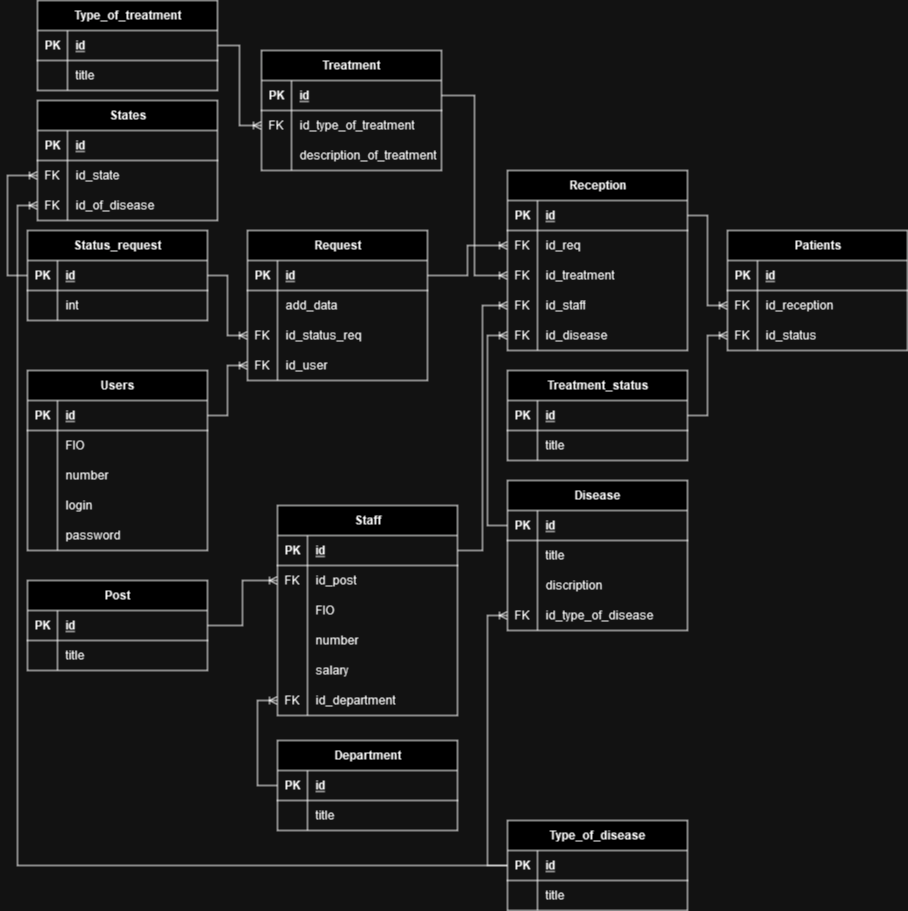 Type_of_treatment
PK id
title
States
PK id
FK id_state
FK id_of_disease
Status_request
PK id
int
Users
PK id
FIO
number
login
password
Post
PK id
title
Treatment
PK id
FK id_type_of_treatment
description_of_treatment
Request
PK id
add_data
FK id_status_req
FK id_user
Staff
PK id
FK id_post
FIO
number
salary
FK id_department
Department
PK id
title
Reception
PK id
FK id_req
FK id_treatment
FK id_staff
FK id_disease
Treatment_status
PK id
title
Disease
PK id
title
discription
FK id_type_of_disease
Type_of_disease
PK id
title
Patients
PK id
FK id_reception
FK id_status